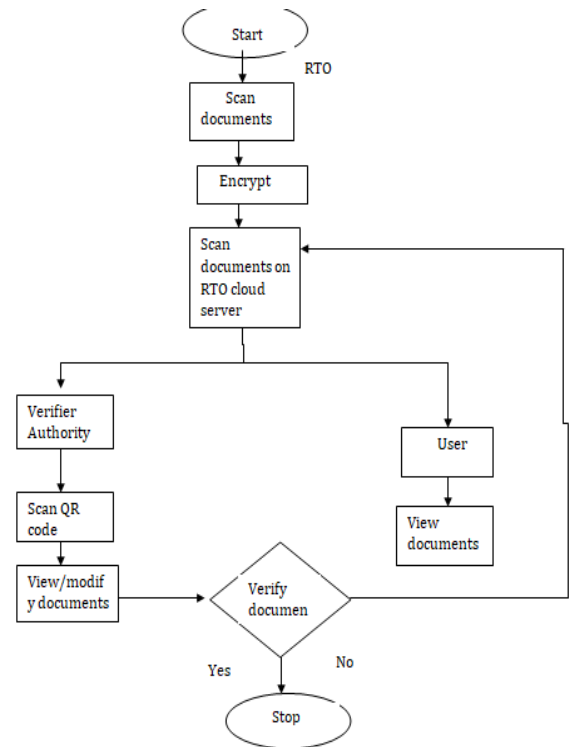 Start
RTO
Scan
documents
Encrypt
Scan
documents on
RTO cloud
server
Verifier
Authority
User
Scan QR
code
View
documents
View/modif
y documents
Verify
documen
Yes
No
Stop